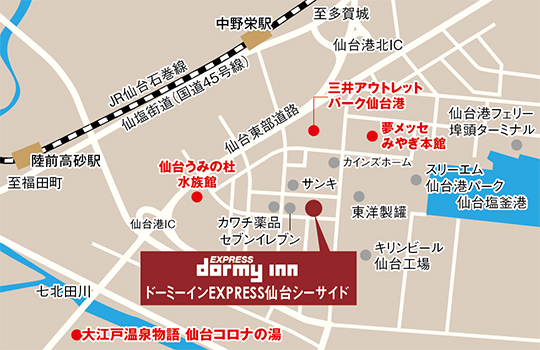 中野栄駅
至多賀城
仙台港北IC
JR仙台石巻線
仙塩街道(国道45号線)
仙台東部道路
三井アウトレット
パーク仙台港
夢メッセ
みやぎ本館
仙台港フェリー
埠頭ターミナル
陸前高砂駅
至福田町
仙台うみの杜
水族館
カインズホーム
サンキ
スリーエム
仙台港パーク
仙台塩釜港
東洋製罐
仙台港IC
カワチ薬品
セブンイレブン
キリンビール
仙台工場
EXPRESS
dormy inn
ドーミーインEXPRESS仙台シーサイド
七北田川
大江戸温泉物語 仙台コロナの湯